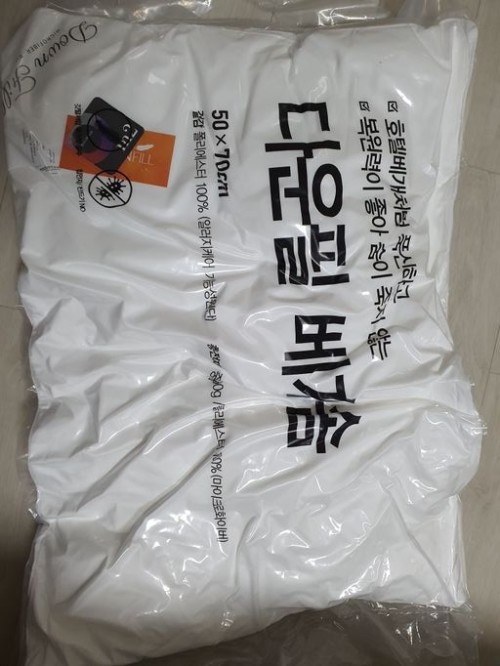 Down Fill
☑ 호텔베개처럼 푹신하고
☑ 복원력이 좋아 숨이 죽지 않는
다운필 베개솜
50 × 70cm
겉감 폴리에스터 100% (알러지케어 기능성원단)
충전재
폴리에스터 100% (마이크로화이버)